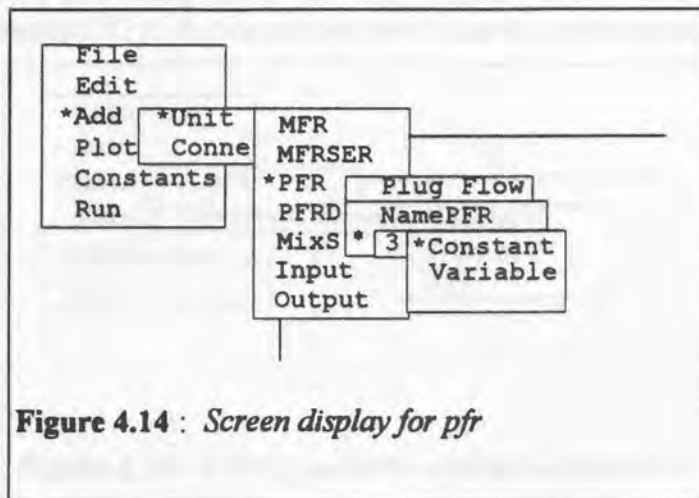 File
Edit
*Add
Plot
Constants
Run
*Unit
Conne
MFR
MFRSER
*PFR
PFRD
MixS
Input
Output
Plug Flow
NamePFR
* 3
*Constant
Variable
Figure 4.14 : Screen display for pfr